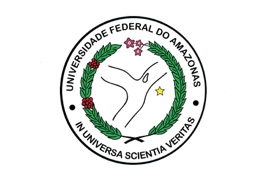 UNIVERSIDADE FEDERAL DO AMAZONAS
IN UNIVERSA SCIENTIA VERITAS